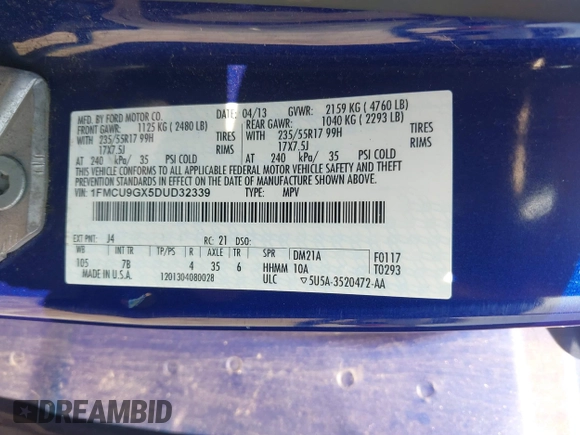 MFD. BY FORD MOTOR CO.
DATE: 04/13 GVWR: 2159 KG ( 4760 LB)
FRONT GAWR: 1125 KG ( 2480 LB) REAR GAWR: 1040 KG ( 2293 LB)
WITH 235/55R17 99H TIRES WITH 235/55R17 99H TIRES
17X7.5J RIMS 17X7.5J RIMS
AT 240 kPa/ 35 PSI COLD AT 240 kPa/ 35 PSI COLD
THIS VEHICLE CONFORMS TO ALL APPLICABLE FEDERAL MOTOR VEHICLE SAFETY AND BUMPER, AND THEFT PREVENTION STANDARDS IN EFFECT ON THE DATE OF MANUFACTURE SHOWN ABOVE.
VIN: 1FMCU9GX5DUD32339 TYPE: MPV
EXT PNT: J4 RC: 21 DSO:
WB INT TR TP/PS R AXLE TR SPR DM21A F0117
105 7B 4 35 6 HHMM 10A T0293
MADE IN U.S.A. 1201304080028 ULC 5U5A-3520472-AA
DREAMBID